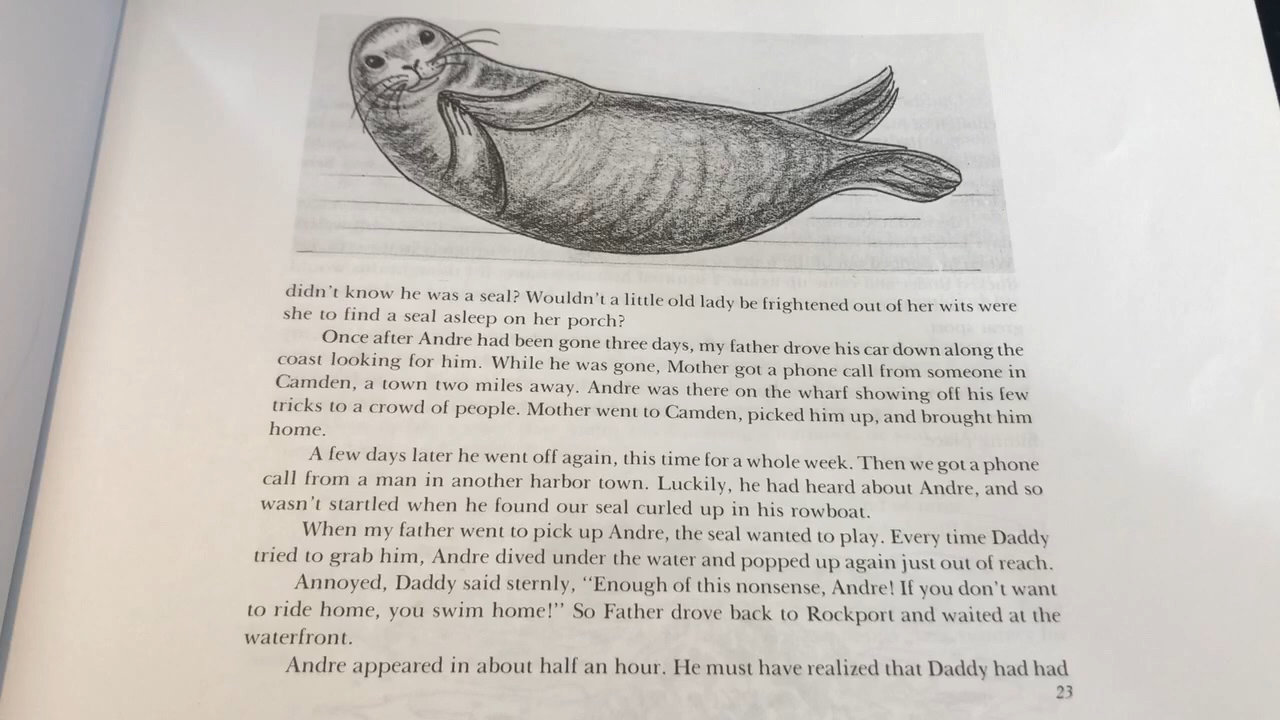 didn't know he was a seal? Wouldn't a little old lady be frightened out of her wits were
she to find a seal asleep on her porch?
Once after Andre had been gone three days, my father drove his car down along the
coast looking for him. While he was gone, Mother got a phone call from someone in
Camden, a town two miles away. Andre was there on the wharf showing off his few
tricks to a crowd of people. Mother went to Camden, picked him up, and brought him
home.
A few days later he went off again, this time for a whole week. Then we got a phone
call from a man in another harbor town. Luckily, he had heard about Andre, and so
wasn't startled when he found our seal curled up in his rowboat.
When my father went to pick up Andre, the seal wanted to play. Every time Daddy
tried to grab him, Andre dived under the water and popped up again just out of reach.
Annoyed, Daddy said sternly, "Enough of this nonsense, Andre! If you don't want
to ride home, you swim home!" So Father drove back to Rockport and waited at the
waterfront.
Andre appeared in about half an hour. He must have realized that Daddy had had
23